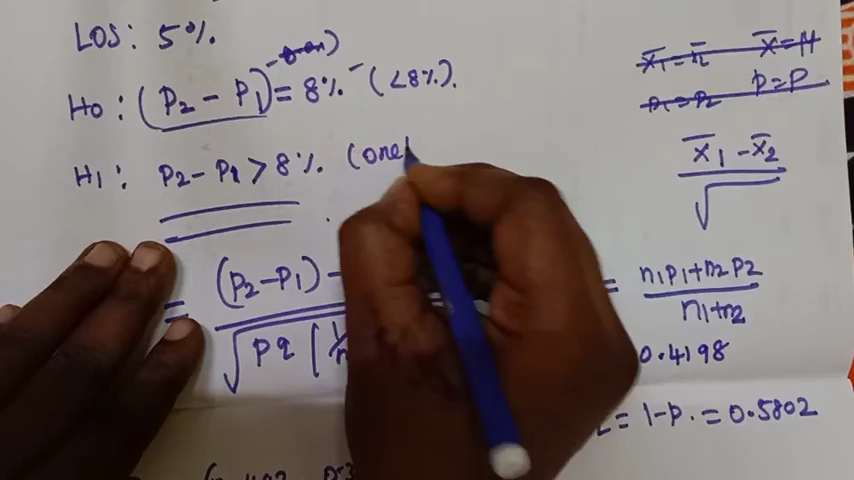 LOS: 5%.
H0: (P2 - P1) = 8% - (<8%).
H1: P2 - P1 > 8%. (one
= (P2-P1) -
√pq (1/n
x̄1 - x̄2
√
= n1p1+n2p2
n1+n2
0.4198
= 1-p. = 0.5802